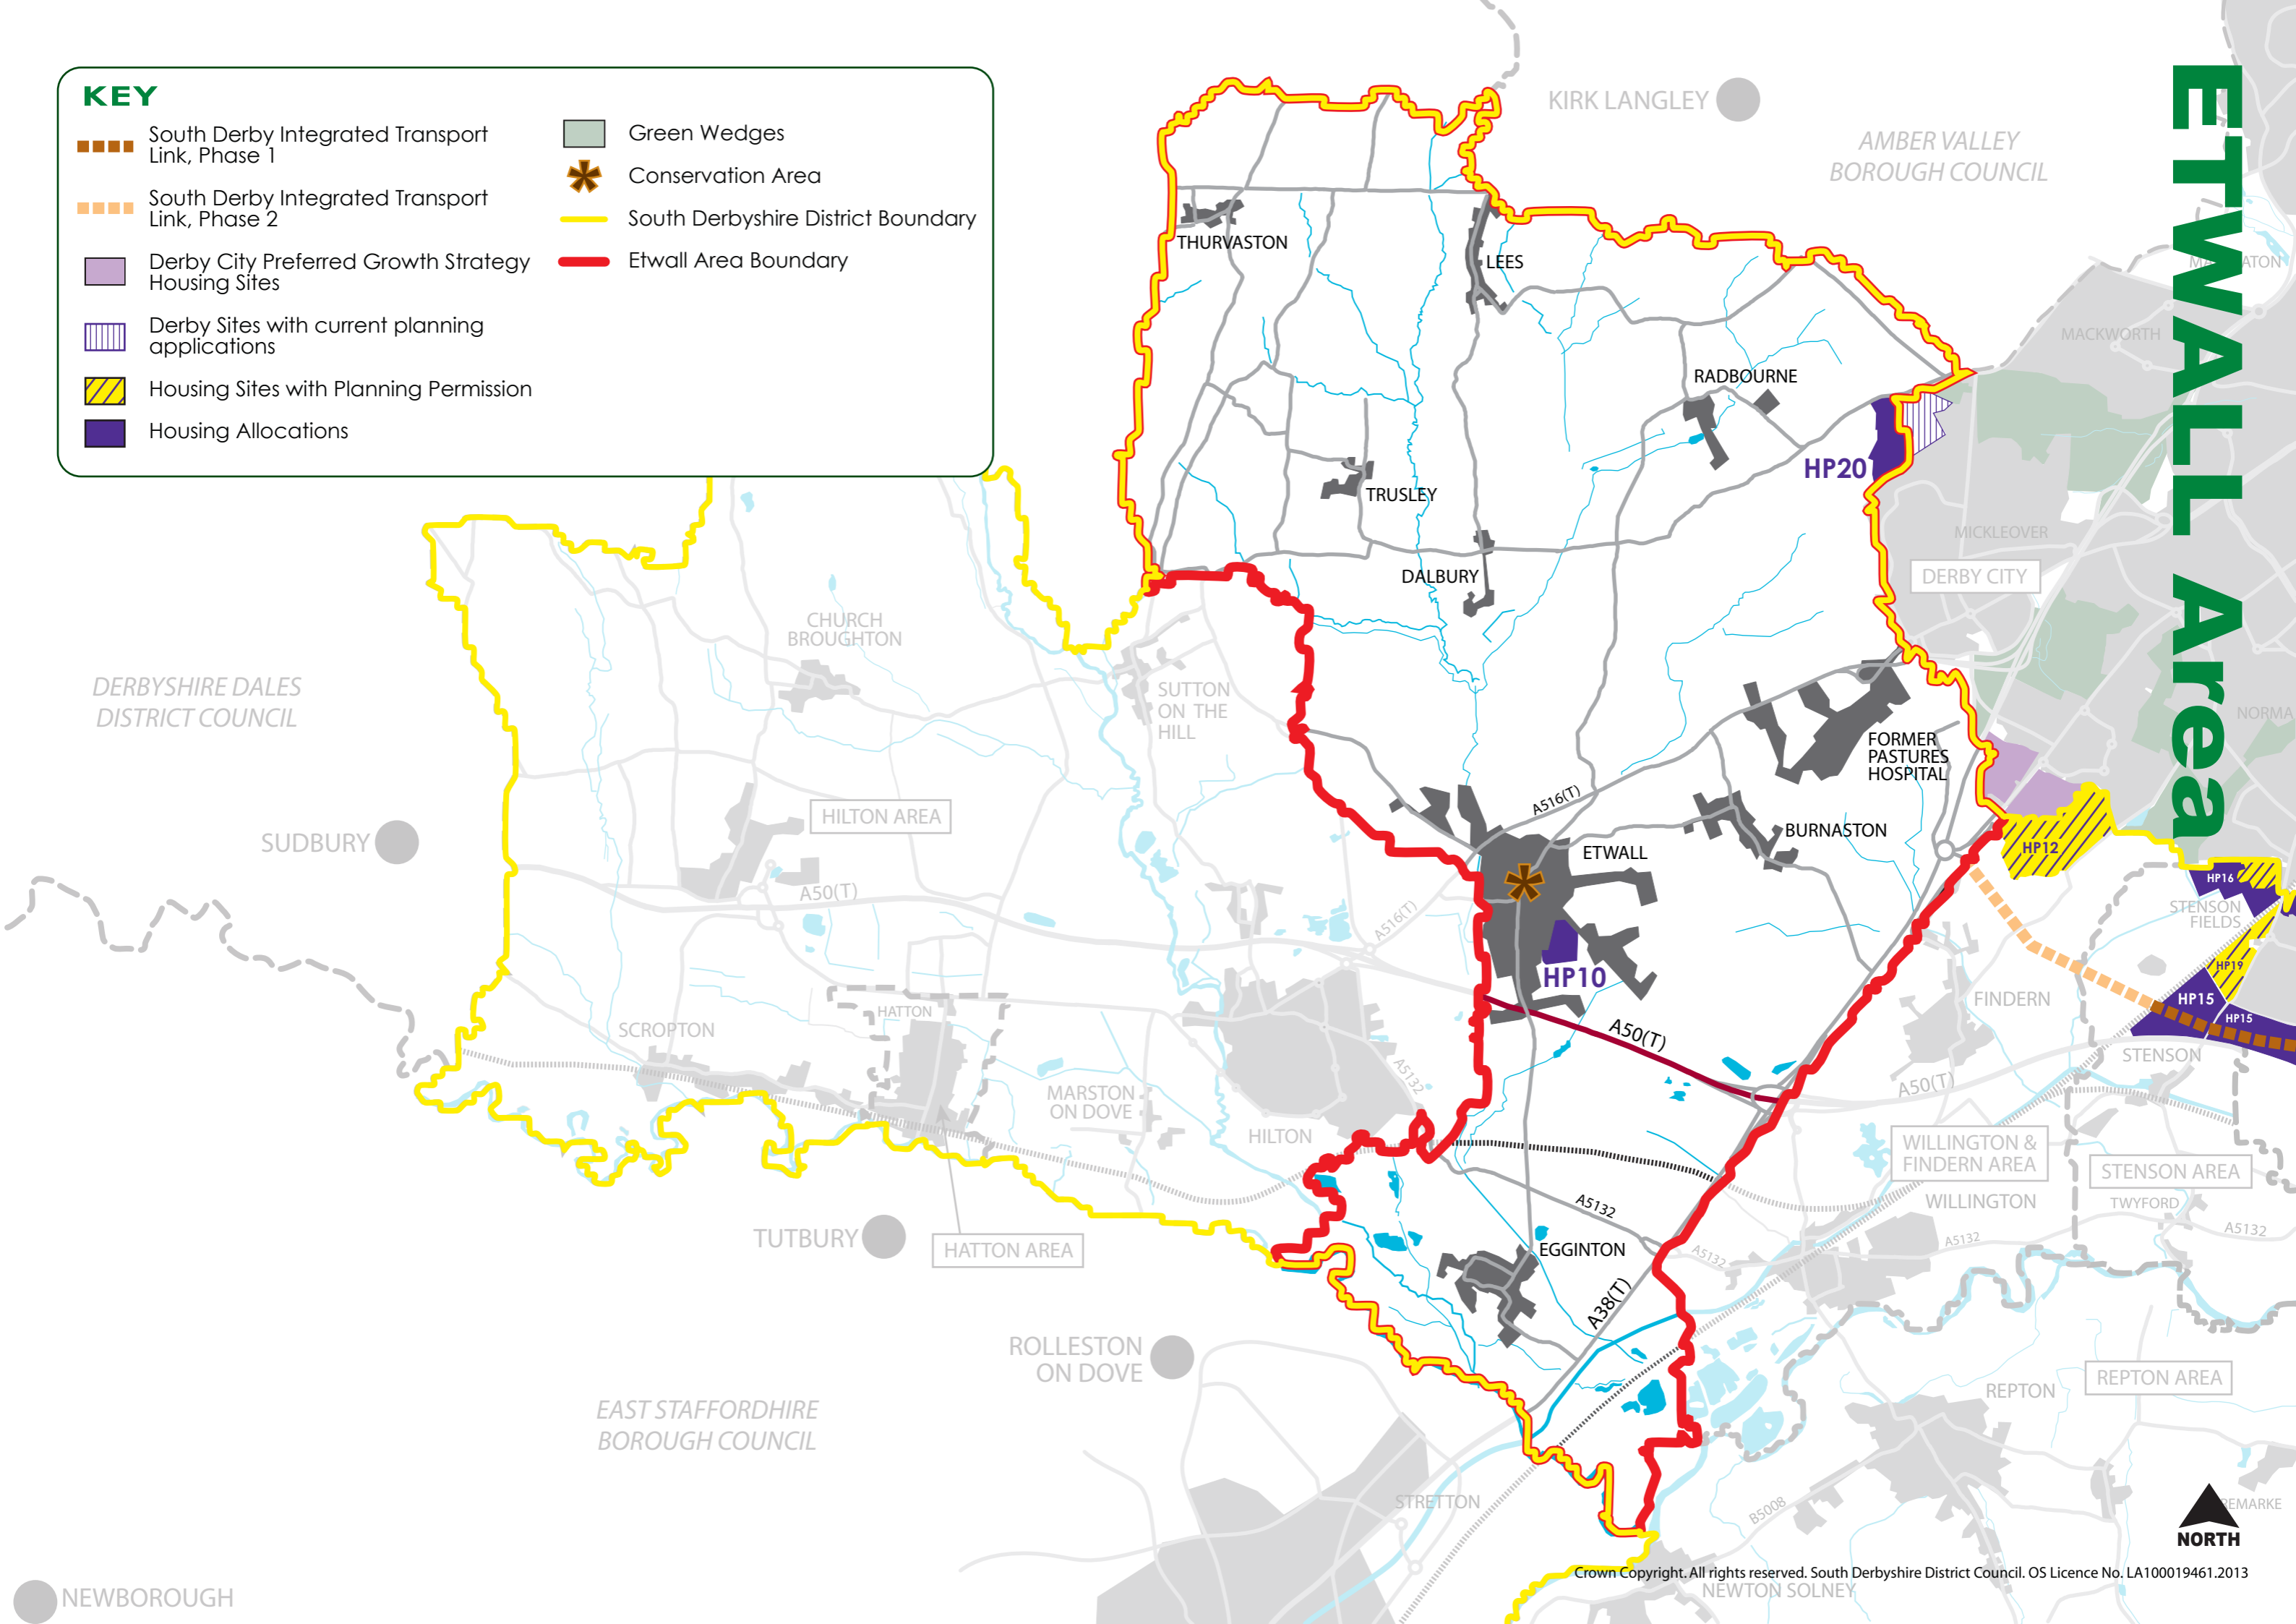 KEY
South Derby Integrated Transport
Link, Phase 1
South Derby Integrated Transport
Link, Phase 2
Derby City Preferred Growth Strategy
Housing Sites
Derby Sites with current planning
applications
Housing Sites with Planning Permission
Housing Allocations
Green Wedges
Conservation Area
South Derbyshire District Boundary
Etwall Area Boundary
ETWALL Area
KIRK LANGLEY
AMBER VALLEY
BOROUGH COUNCIL
THURVASTON
LEES
MACKWORTH
RADBOURNE
HP20
TRUSLEY
MICKLEOVER
DERBY CITY
DALBURY
CHURCH
BROUGHTON
DERBYSHIRE DALES
DISTRICT COUNCIL
SUTTON
ON THE
HILL
NORMA
FORMER
PASTURES
HOSPITAL
A516(T)
HILTON AREA
SUDBURY
BURNASTON
ETWALL
HP12
HP16
A50(T)
A516(T)
STENSON
FIELDS
HP19
HP10
HP15
HP15
FINDERN
HATTON
SCROPTON
A50(T)
STENSON
A5132
A50(T)
MARSTON
ON DOVE
HILTON
WILLINGTON &
FINDERN AREA
STENSON AREA
WILLINGTON
TWYFORD
A5132
A5132
A5132
A5132
TUTBURY
HATTON AREA
EGGINTON
A38(T)
ROLLESTON
ON DOVE
REPTON
REPTON AREA
EAST STAFFORDHIRE
BOROUGH COUNCIL
STRETTON
B5008
EMARKE
NORTH
Crown Copyright. All rights reserved. South Derbyshire District Council. OS Licence No. LA100019461.2013
NEWTON SOLNEY
NEWBOROUGH